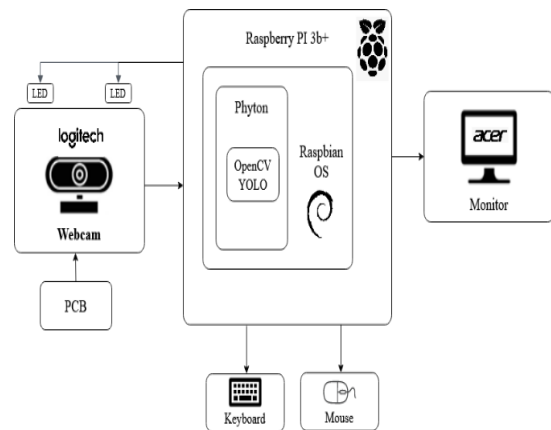 Raspberry PI 3b+
LED
LED
logitech
Webcam
PCB
Phyton
OpenCV
YOLO
Raspbian
OS
acer
Monitor
Keyboard
Mouse